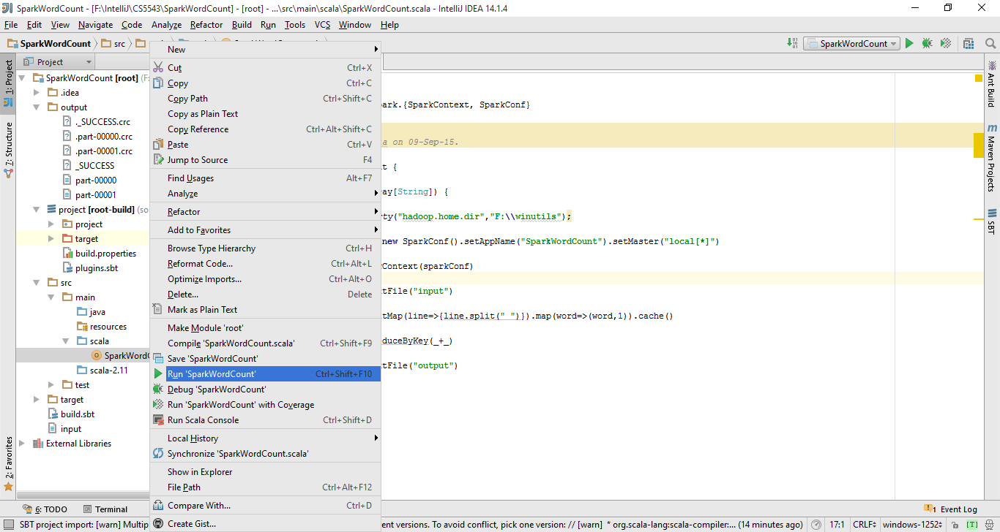 SparkWordCount - [F:\IntelliJ\CS5543\SparkWordCount] - [root] - ...\src\main\scala\SparkWordCount.scala - IntelliJ IDEA 14.1.4
File Edit View Navigate Code Analyze Refactor Build Run Tools VCS Window Help
SparkWordCount src SparkWordCount
1: Project
7: Structure
2: Favorites
Project
SparkWordCount [root] (F:
.idea
output
._SUCCESS.crc
.part-00000.crc
.part-00001.crc
_SUCCESS
part-00000
part-00001
project [root-build] (so
project
target
build.properties
plugins.sbt
src
main
java
resources
scala
SparkWordC
scala-2.11
test
target
build.sbt
input
External Libraries
New
Cut Ctrl+X
Copy Ctrl+C
Copy Path Ctrl+Shift+C
Copy as Plain Text
Copy Reference Ctrl+Alt+Shift+C
Paste Ctrl+V
Jump to Source F4
Find Usages Alt+F7
Analyze
Refactor
Add to Favorites
Browse Type Hierarchy Ctrl+H
Reformat Code... Ctrl+Alt+L
Optimize Imports... Ctrl+Alt+O
Delete... Delete
Mark as Plain Text
Make Module 'root'
Compile 'SparkWordCount.scala' Ctrl+Shift+F9
Save 'SparkWordCount'
Run 'SparkWordCount' Ctrl+Shift+F10
Debug 'SparkWordCount'
Run 'SparkWordCount' with Coverage
Run Scala Console Ctrl+Shift+D
Local History
Synchronize 'SparkWordCount.scala'
Show in Explorer
File Path Ctrl+Alt+F12
Compare With... Ctrl+D
Create Gist...
ark.{SparkContext, SparkConf}
a on 09-Sep-15.
t {
ay[String]) {
rty("hadoop.home.dir","F:\\winutils");
new SparkConf().setAppName("SparkWordCount").setMaster("local[*]")
kContext(sparkConf)
tFile("input")
tMap(line=>{line.split(" ")}).map(word=>(word,1)).cache()
duceByKey(_+_)
tFile("output")
Ant Build
m Maven Projects
SBT
6: TODO Terminal 1 Event Log
SBT project import: [warn] Multip ent versions. To avoid conflict, pick one version: // [warn] * org.scala-lang:scala-compiler:... (14 minutes ago) 17:1 CRLF windows-1252 [T]